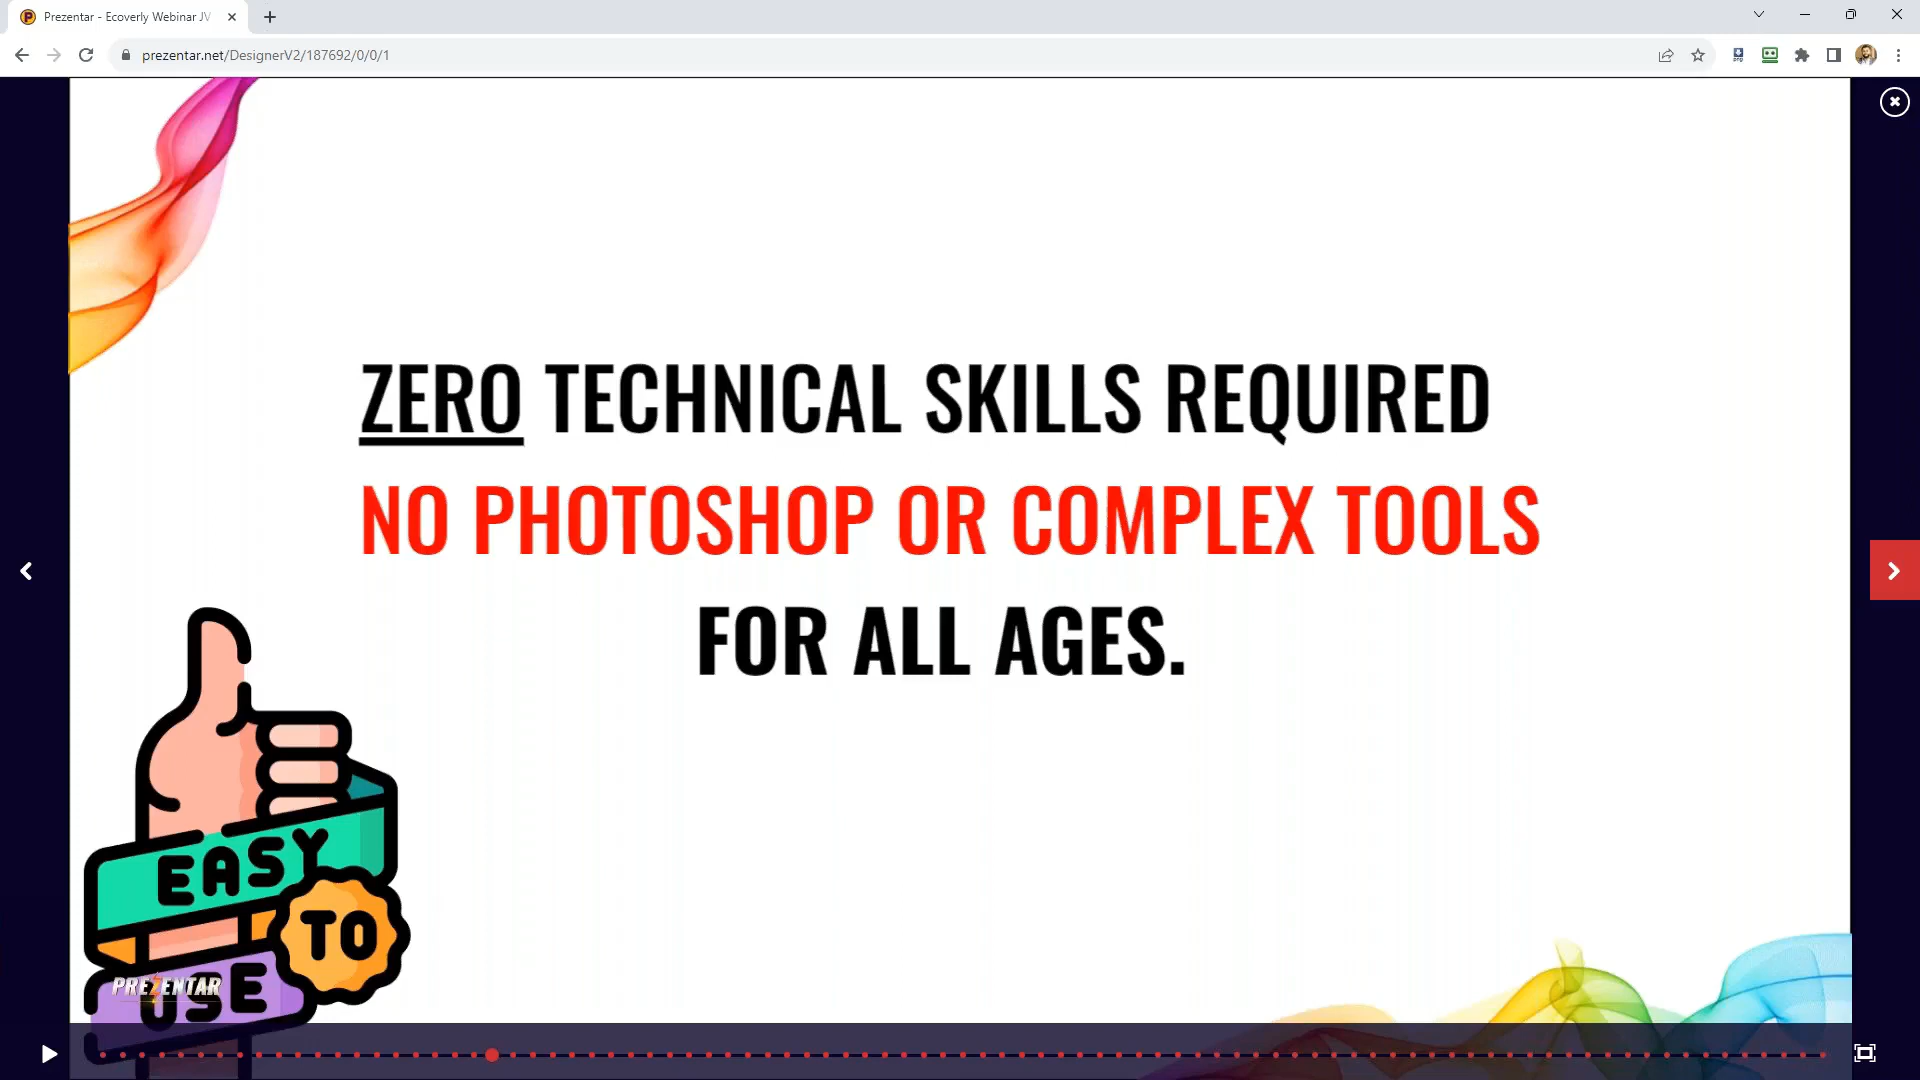 Prezentar - Ecoverly Webinar JV
prezentar.net/DesignerV2/187692/0/0/1
ZERO TECHNICAL SKILLS REQUIRED
NO PHOTOSHOP OR COMPLEX TOOLS
FOR ALL AGES.
EASY
TO
USE
PREZENTAR